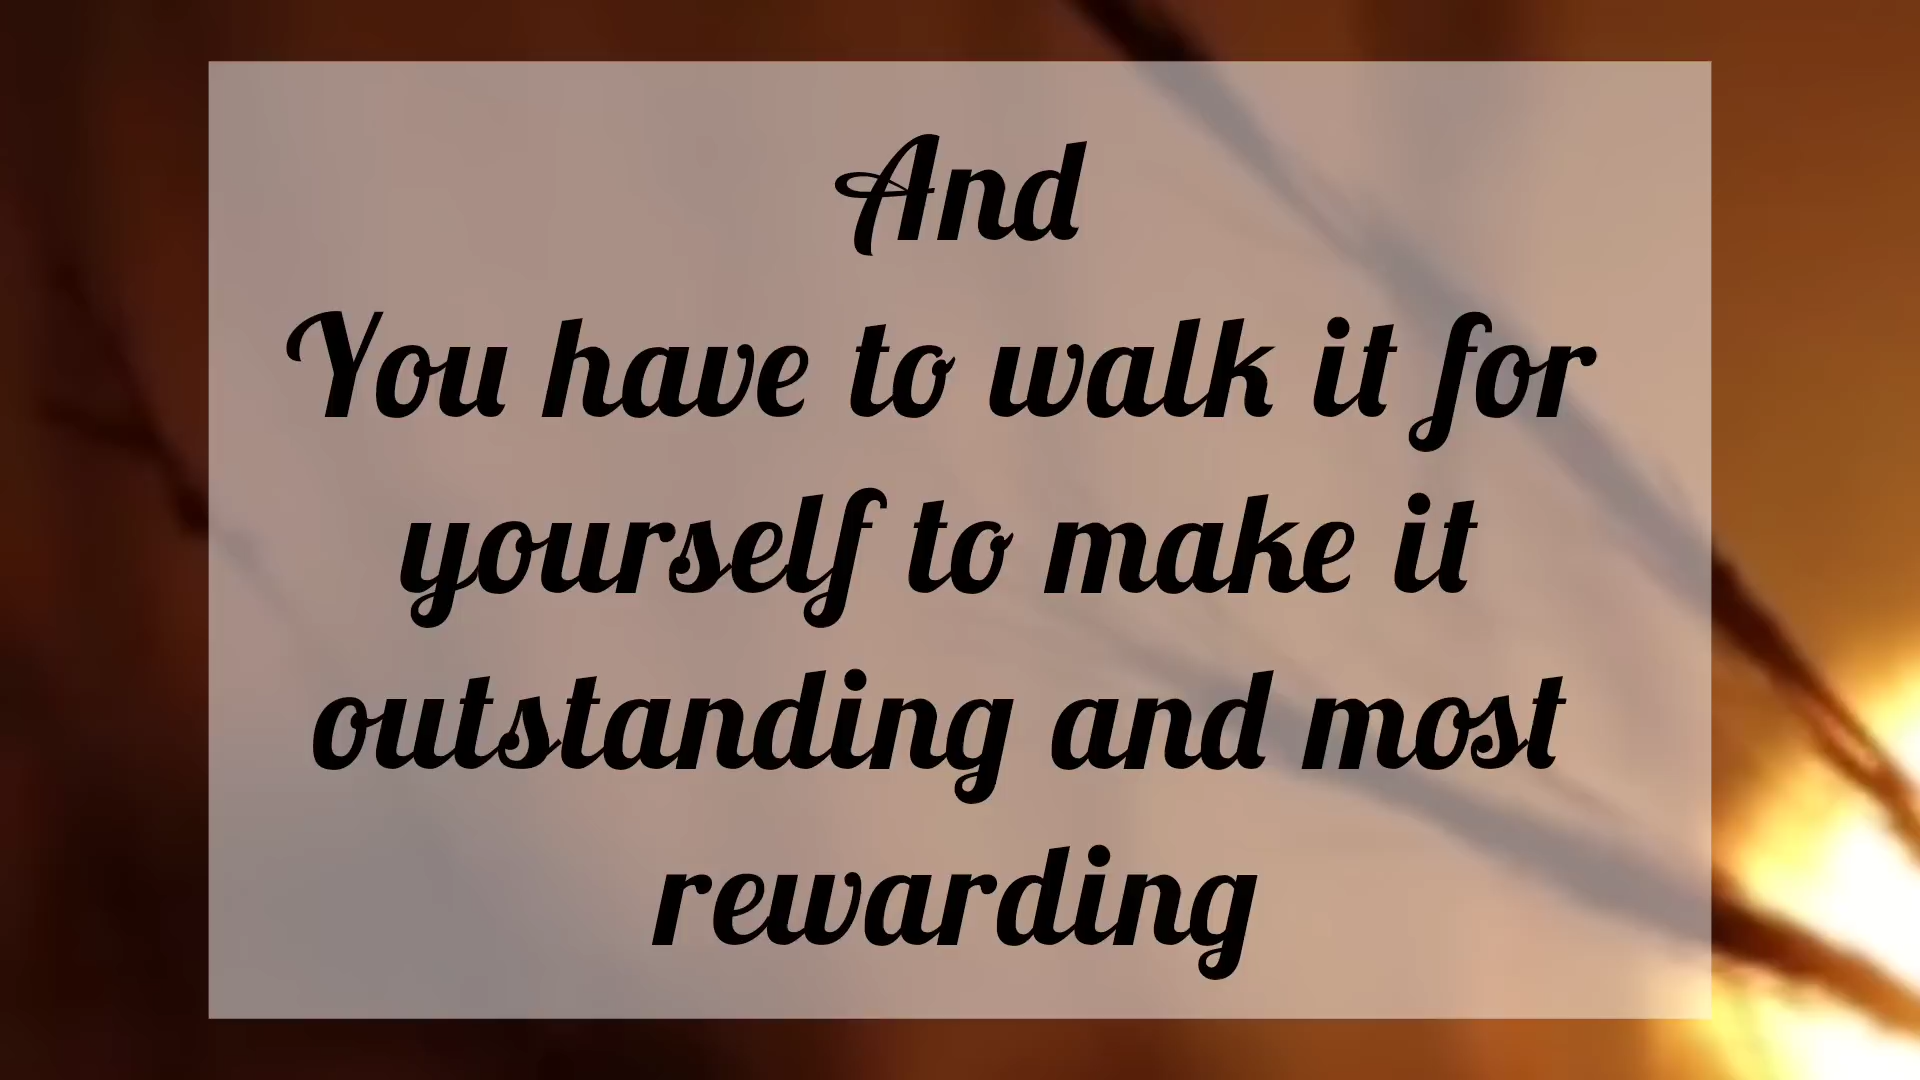 And
You have to walk it for
yourself to make it
outstanding and most
rewarding